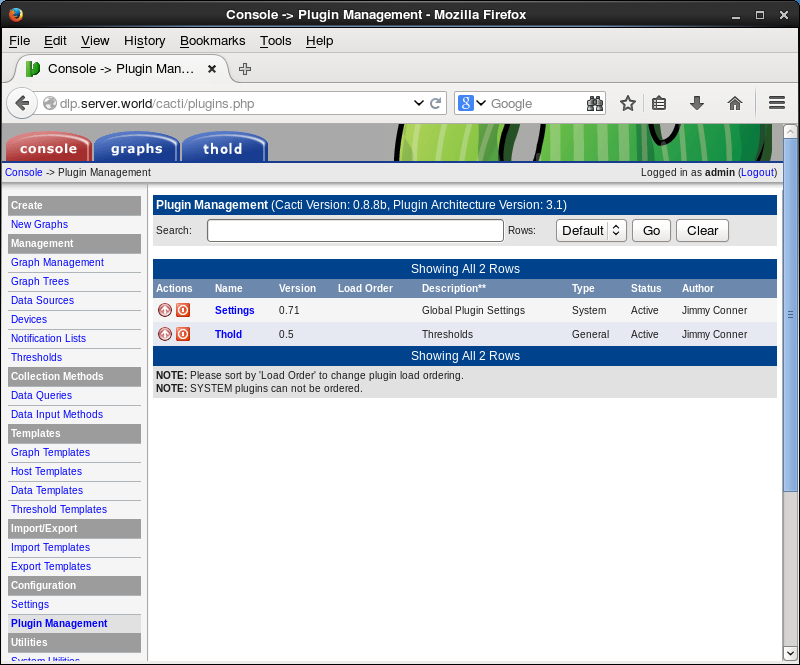 Console -> Plugin Management - Mozilla Firefox
File Edit View History Bookmarks Tools Help
Console -> Plugin Man...
dlp.server.world/cacti/plugins.php
Google
console graphs thold
Console -> Plugin Management
Logged in as admin (Logout)
Create
New Graphs
Management
Graph Management
Graph Trees
Data Sources
Devices
Notification Lists
Thresholds
Collection Methods
Data Queries
Data Input Methods
Templates
Graph Templates
Host Templates
Data Templates
Threshold Templates
Import/Export
Import Templates
Export Templates
Configuration
Settings
Plugin Management
Utilities
System Utilities
Plugin Management (Cacti Version: 0.8.8b, Plugin Architecture Version: 3.1)
Search: Rows: Default Go Clear
Showing All 2 Rows
Actions Name Version Load Order Description** Type Status Author
Settings 0.71 Global Plugin Settings System Active Jimmy Conner
Thold 0.5 Thresholds General Active Jimmy Conner
Showing All 2 Rows
NOTE: Please sort by 'Load Order' to change plugin load ordering.
NOTE: SYSTEM plugins can not be ordered.